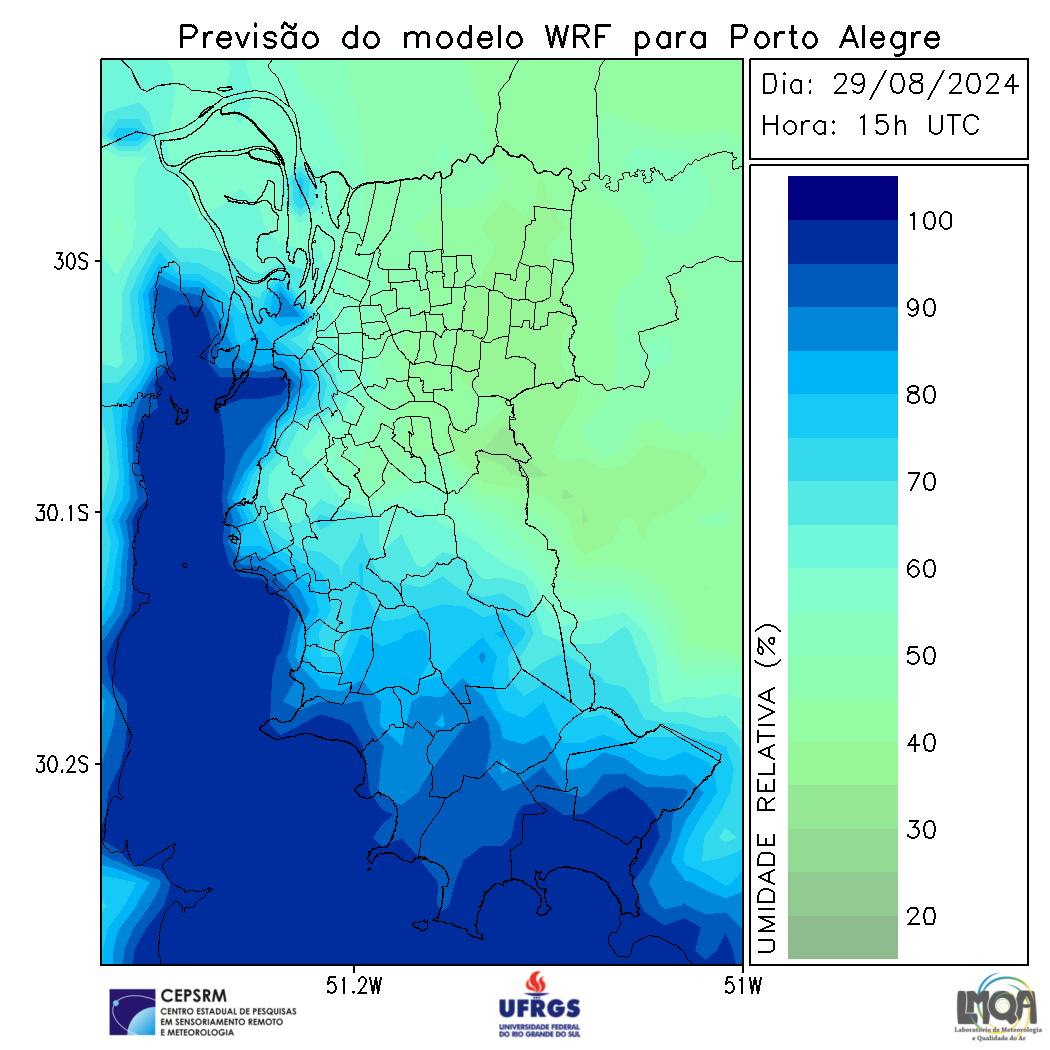 Previsão do modelo WRF para Porto Alegre
Dia: 29/08/2024
Hora: 15h UTC
30S
30.1S
30.2S
51.2W
51W
UMIDADE RELATIVA (%)
100
90
80
70
60
50
40
30
20
CEPSRM
CENTRO ESTADUAL DE PESQUISAS
EM SENSORIAMENTO REMOTO
E METEOROLOGIA
UFRGS
UNIVERSIDADE FEDERAL
DO RIO GRANDE DO SUL
LMQA
Laboratório de Meteorologia
e Qualidade do Ar